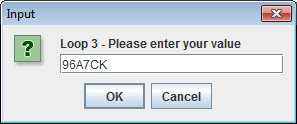 Input
Loop 3 - Please enter your value
96A7CK
OK Cancel